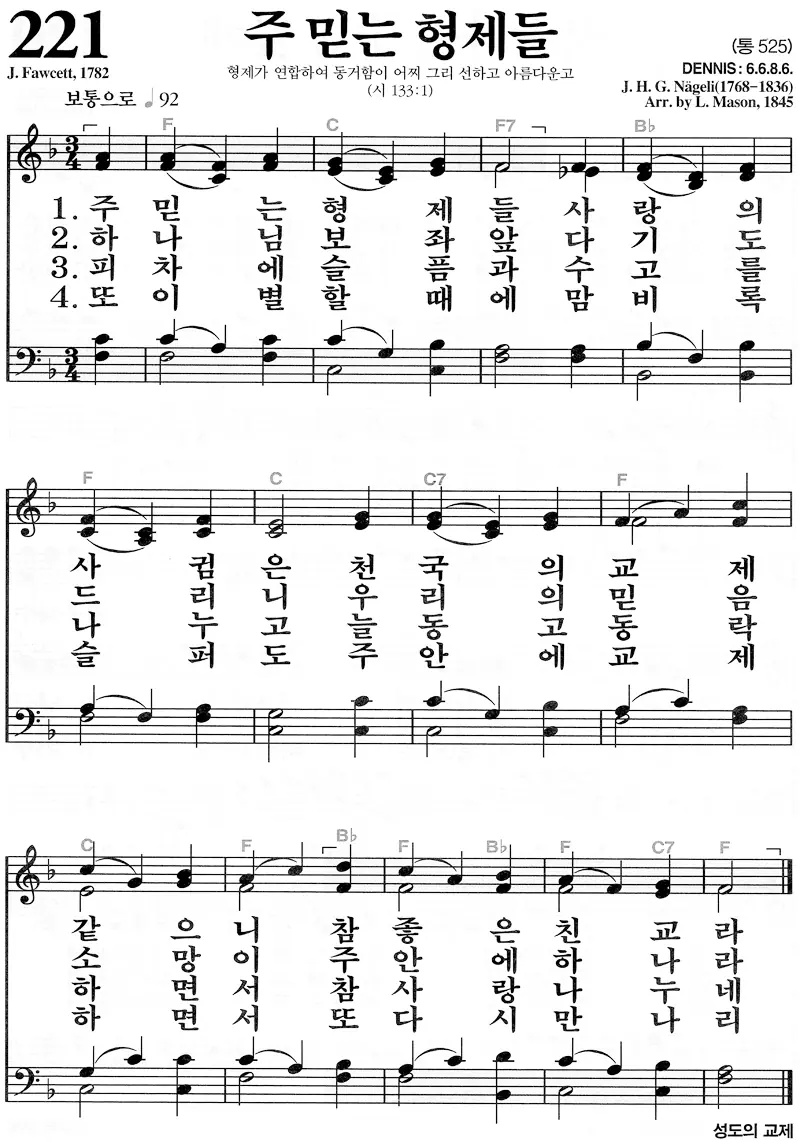 221
주 믿는 형제들
(통 525)
J. Fawcett, 1782
형제가 연합하여 동거함이 어찌 그리 선하고 아름다운고
(시 133:1)
DENNIS : 6.6.8.6.
J. H. G. Nägeli(1768-1836)
Arr. by L. Mason, 1845
보통으로 ♩92
F C F7 B♭
3/4
1. 주 믿 는 형 제 들 사 랑 의
2. 하 나 님 보 좌 앞 다 기 도
3. 피 차 에 슬 픔 과 수 고 를
4. 또 이 별 할 때 에 맘 비 록
3/4
F C C7 F
사 귐 은 천 국 의 교 제
드 리 니 우 리 의 믿 음
나 누 고 늘 동 고 동 락
슬 퍼 도 주 안 에 교 제
C F B♭ F B♭ F C7 F
같 으 니 참 좋 은 친 교 라
소 망 이 주 안 에 하 나 라
하 면 서 참 사 랑 나 누 네
하 면 서 또 다 시 만 나 리
성도의 교제